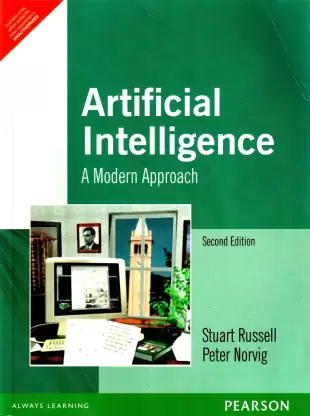 Artificial
Intelligence
A Modern Approach
Second Edition
Stuart Russell
Peter Norvig
ALWAYS LEARNING
PEARSON